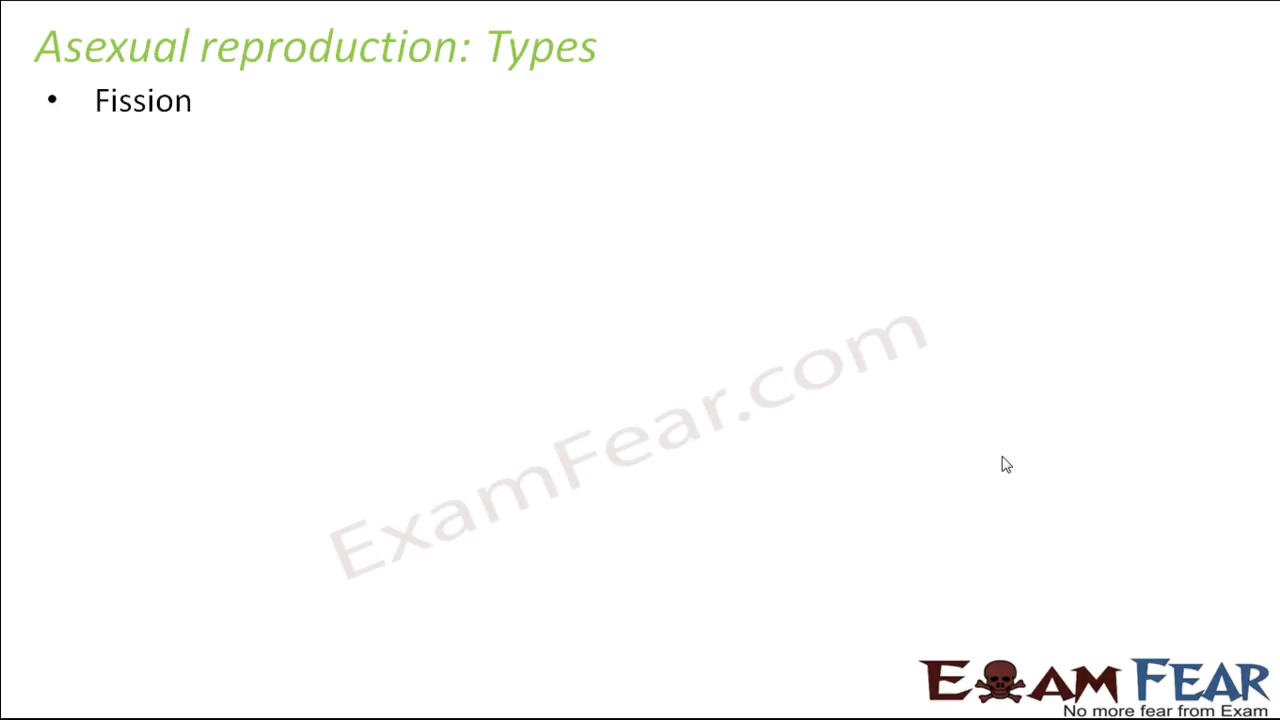 Asexual reproduction: Types
• Fission
ExamFear.com
EXAM FEAR
No more fear from Exam